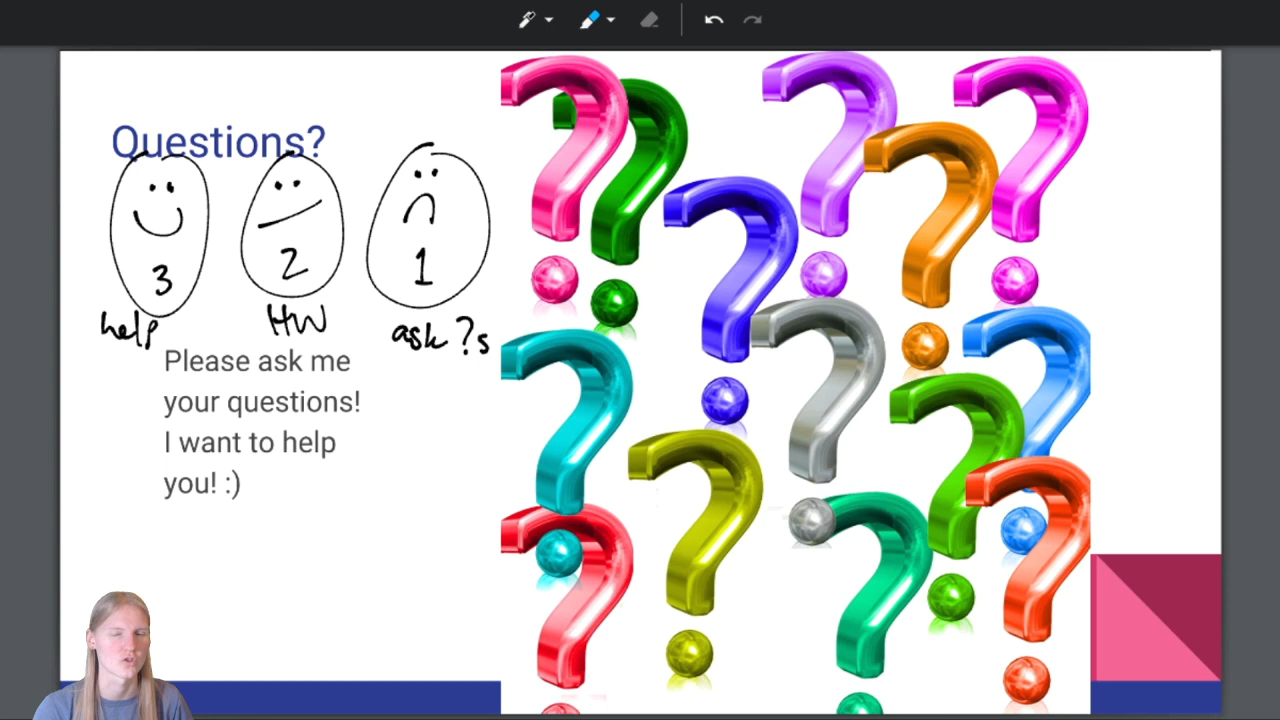 Questions?
3 2 1
help HW ask ?s
Please ask me
your questions!
I want to help
you! :)